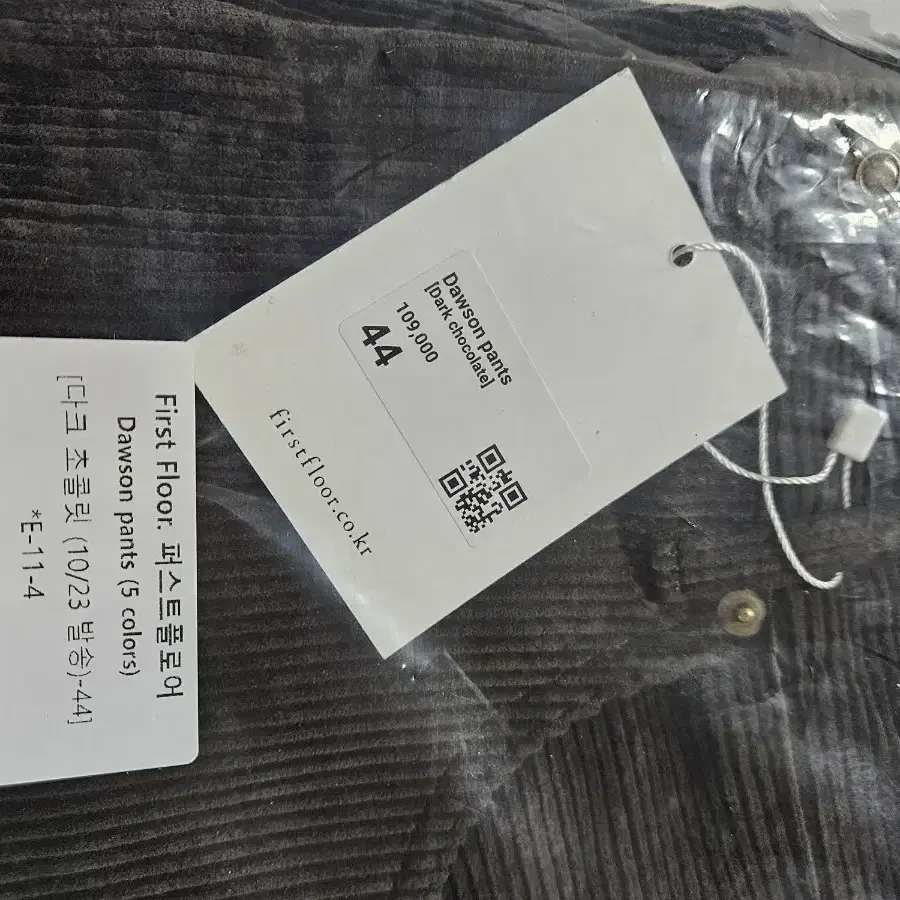 First Floor. 퍼스트플로어
Dawson pants (5 colors)
[다크 초콜릿 (10/23 발송)-44]
*E-11-4
Dawson pants
[Dark chocolate]
109,000
44
firstfloor.co.kr